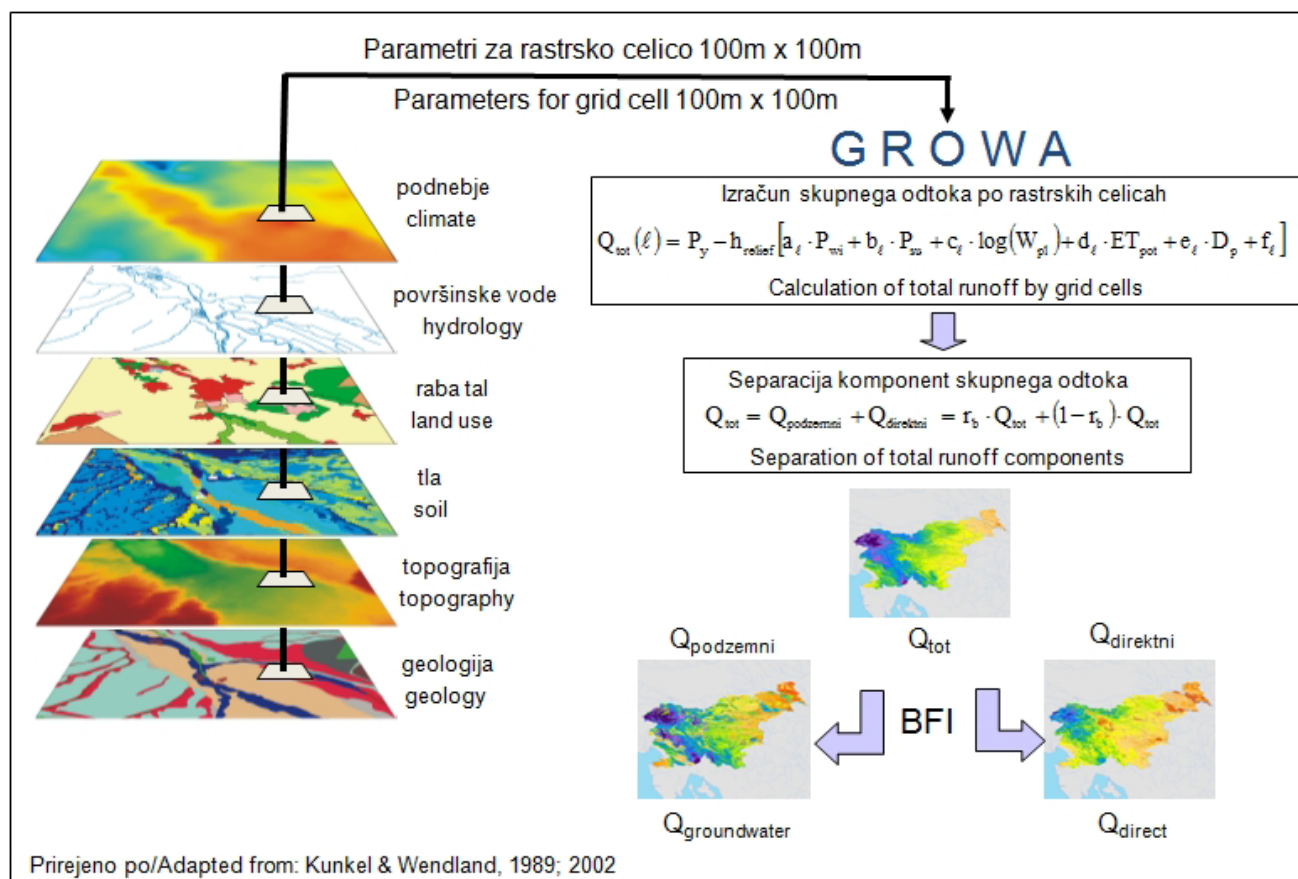 Parametri za rastrsko celico 100m x 100m
Parameters for grid cell 100m x 100m
podnebje
climate
površinske vode
hydrology
raba tal
land use
tla
soil
topografija
topography
geologija
geology
G R O W A
Izračun skupnega odtoka po rastrskih celicah
Q_tot(ℓ) = P_y − h_relief[a_ℓ · P_wi + b_ℓ · P_su + c_ℓ · log(W_pl) + d_ℓ · ET_pot + e_ℓ · D_p + f_ℓ]
Calculation of total runoff by grid cells
Separacija komponent skupnega odtoka
Q_tot = Q_podzemni + Q_direktni = r_b · Q_tot + (1 − r_b) · Q_tot
Separation of total runoff components
Q_podzemni
Q_tot
Q_direktni
BFI
Q_groundwater
Q_direct
Prirejeno po/Adapted from: Kunkel & Wendland, 1989; 2002